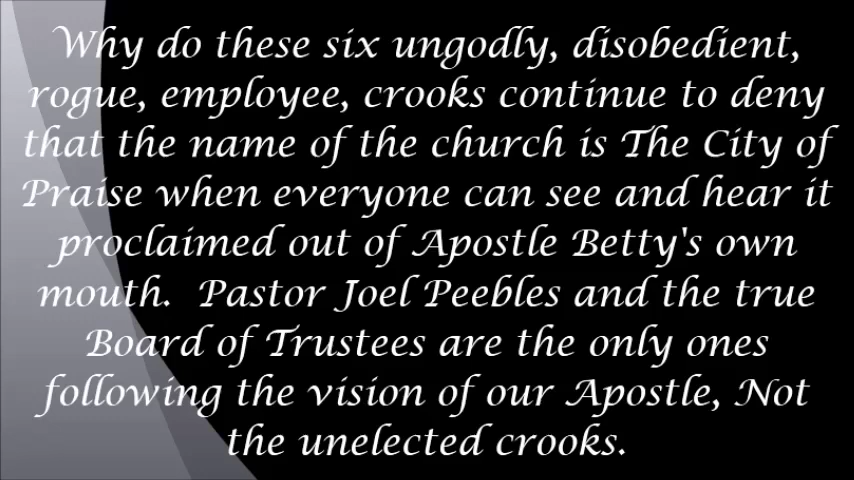 Why do these six ungodly, disobedient,
rogue, employee, crooks continue to deny
that the name of the church is The City of
Praise when everyone can see and hear it
proclaimed out of Apostle Betty's own
mouth.  Pastor Joel Peebles and the true
Board of Trustees are the only ones
following the vision of our Apostle, Not
the unelected crooks.